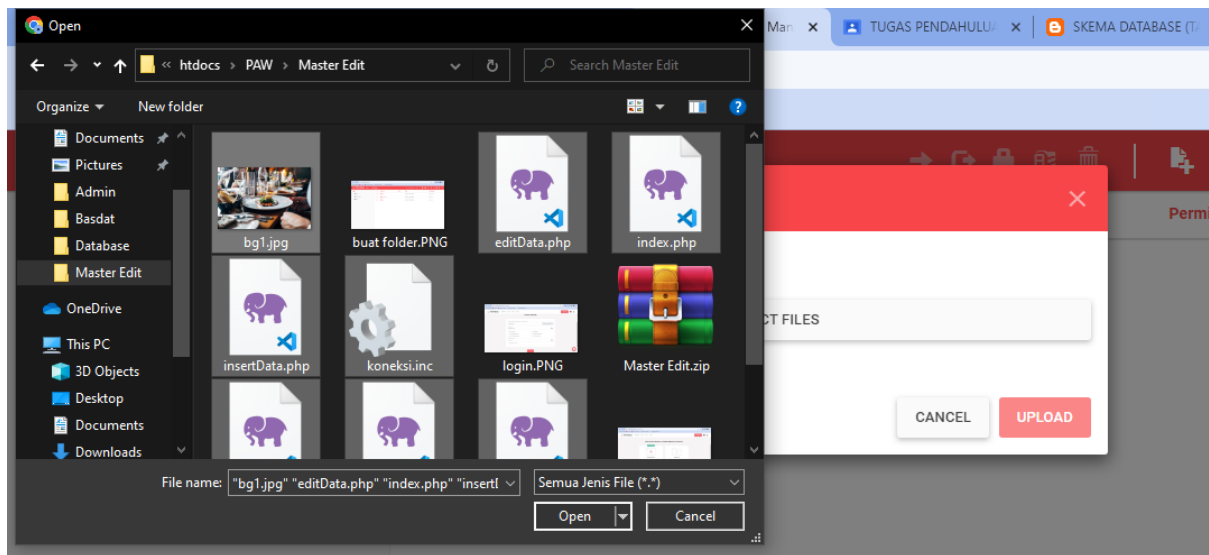 Open
Man
TUGAS PENDAHULUA
SKEMA DATABASE (T
« htdocs > PAW > Master Edit
Search Master Edit
Organize
New folder
Documents
Pictures
Admin
Basdat
Database
Master Edit
OneDrive
This PC
3D Objects
Desktop
Documents
Downloads
bg1.jpg
buat folder.PNG
editData.php
index.php
insertData.php
koneksi.inc
login.PNG
Master Edit.zip
Permi
CT FILES
CANCEL
UPLOAD
File name:
"bg1.jpg" "editData.php" "index.php" "insert
Semua Jenis File (*.*)
Open
Cancel